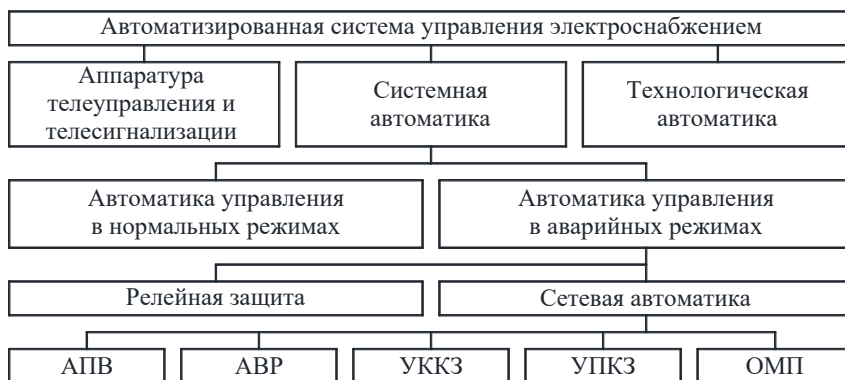 Автоматизированная система управления электроснабжением
Аппаратура
телеуправления и
телесигнализации
Системная
автоматика
Технологическая
автоматика
Автоматика управления
в нормальных режимах
Автоматика управления
в аварийных режимах
Релейная защита
Сетевая автоматика
АПВ
АВР
УККЗ
УПКЗ
ОМП